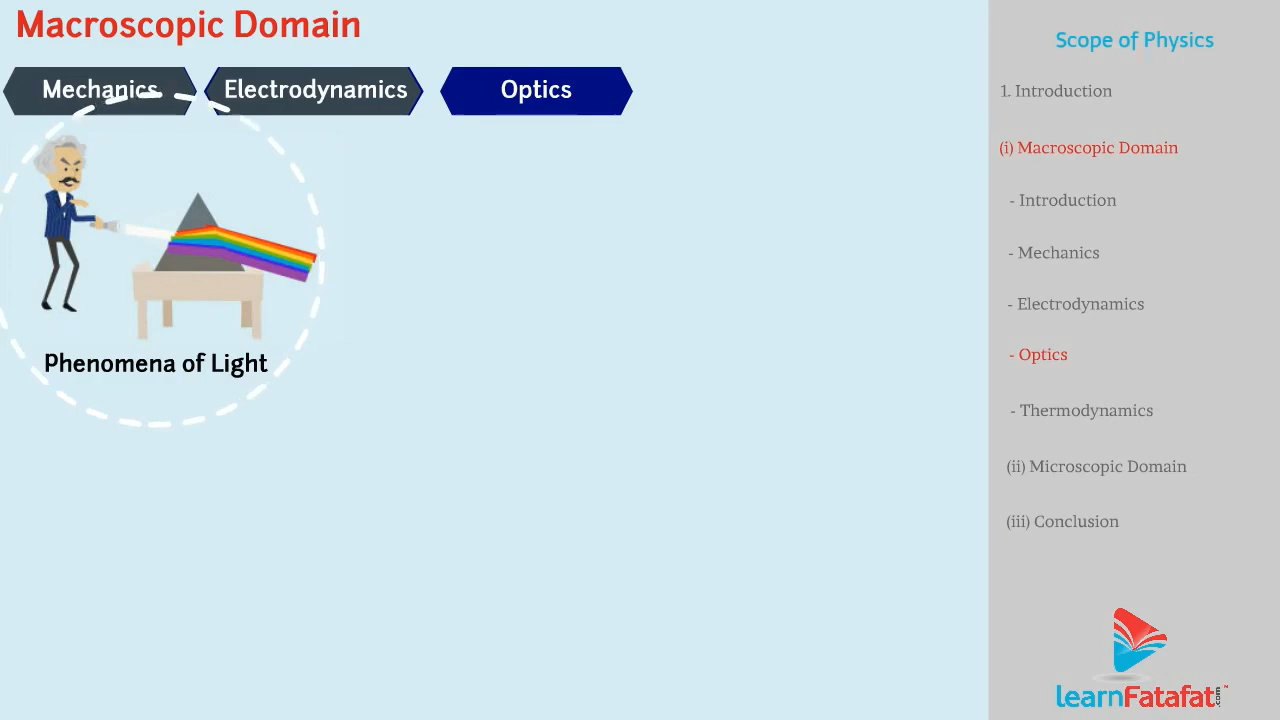 Macroscopic Domain
Mechanics
Electrodynamics
Optics
Phenomena of Light
Scope of Physics
1. Introduction
(i) Macroscopic Domain
- Introduction
- Mechanics
- Electrodynamics
- Optics
- Thermodynamics
(ii) Microscopic Domain
(iii) Conclusion
learnFatafat.com™